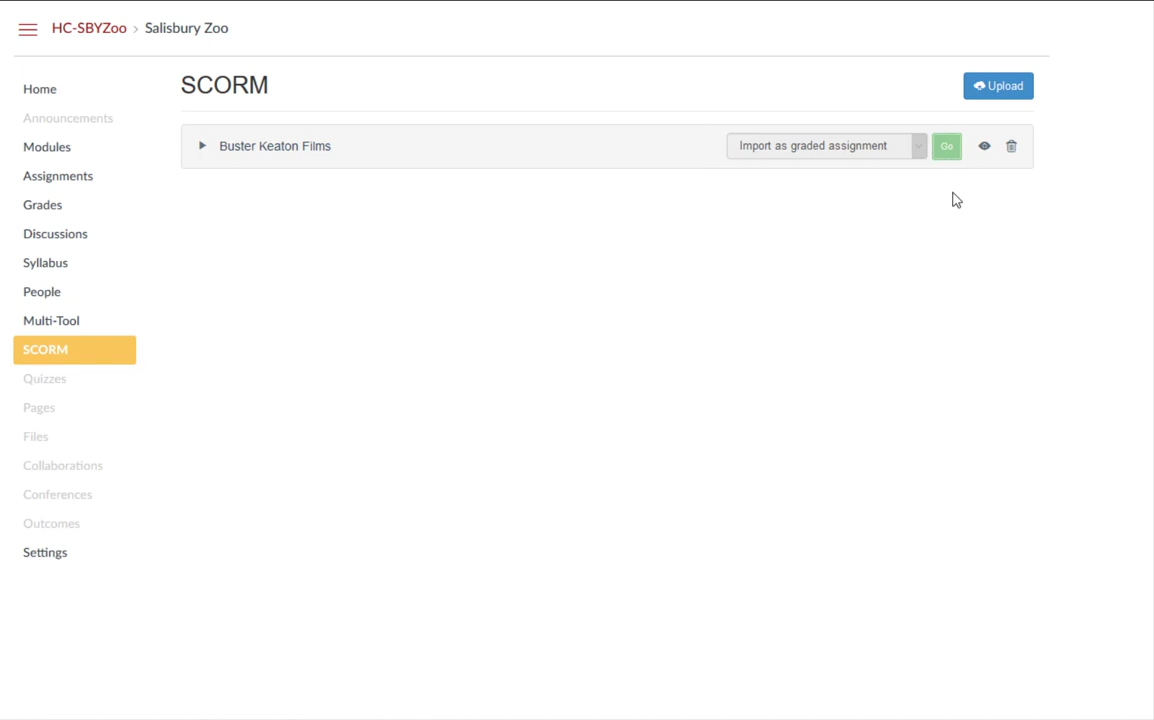 HC-SBYZoo › Salisbury Zoo
Home
Announcements
Modules
Assignments
Grades
Discussions
Syllabus
People
Multi-Tool
SCORM
Quizzes
Pages
Files
Collaborations
Conferences
Outcomes
Settings
SCORM
Upload
Buster Keaton Films
Import as graded assignment
Go